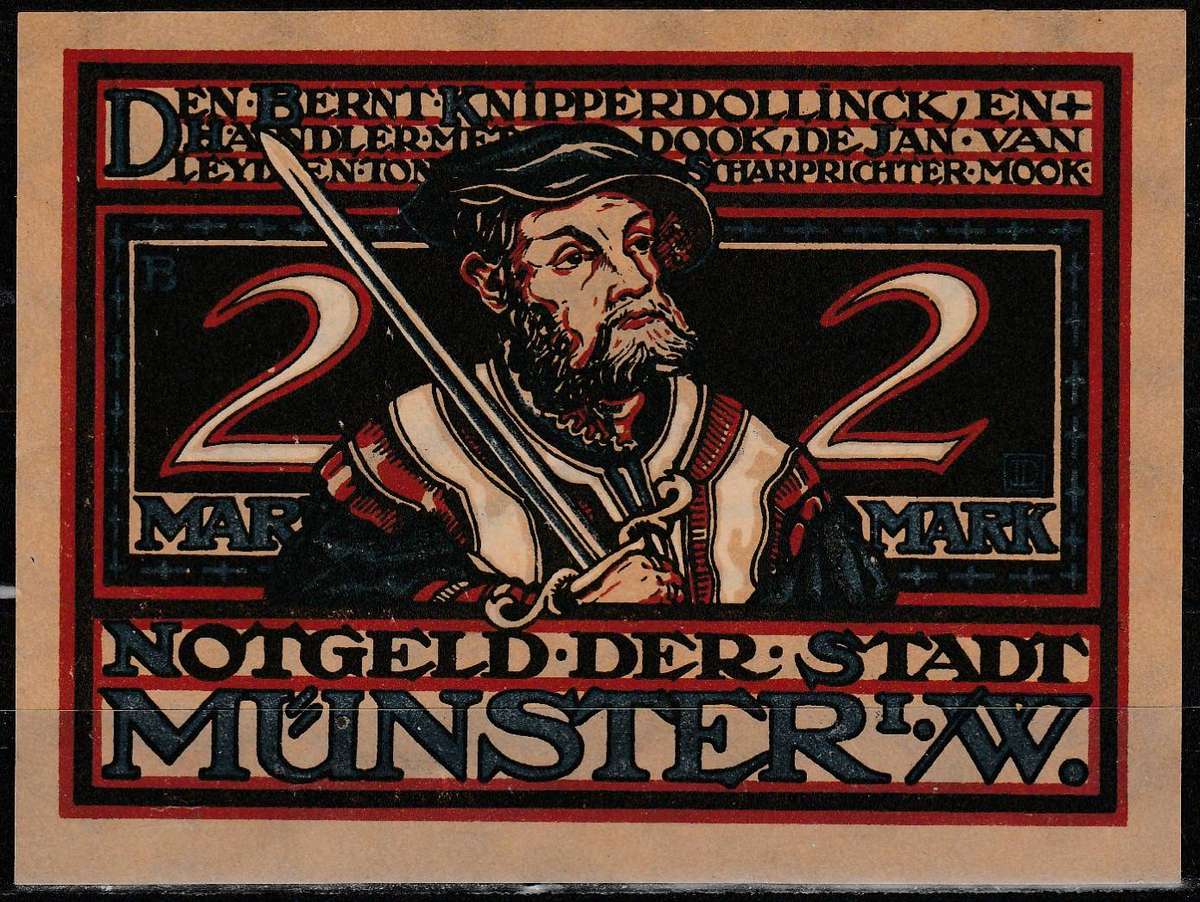 DEN·BERNT·KNIPPERDOLLINCK, EN+
HANDLER·MET DOOK, DE JAN·VAN
LEYDEN·TON SCHARPRICHTER·MOOK·
B
2 2
MARK MARK
NOTGELD·DER·STADT
MÜNSTER I./W.